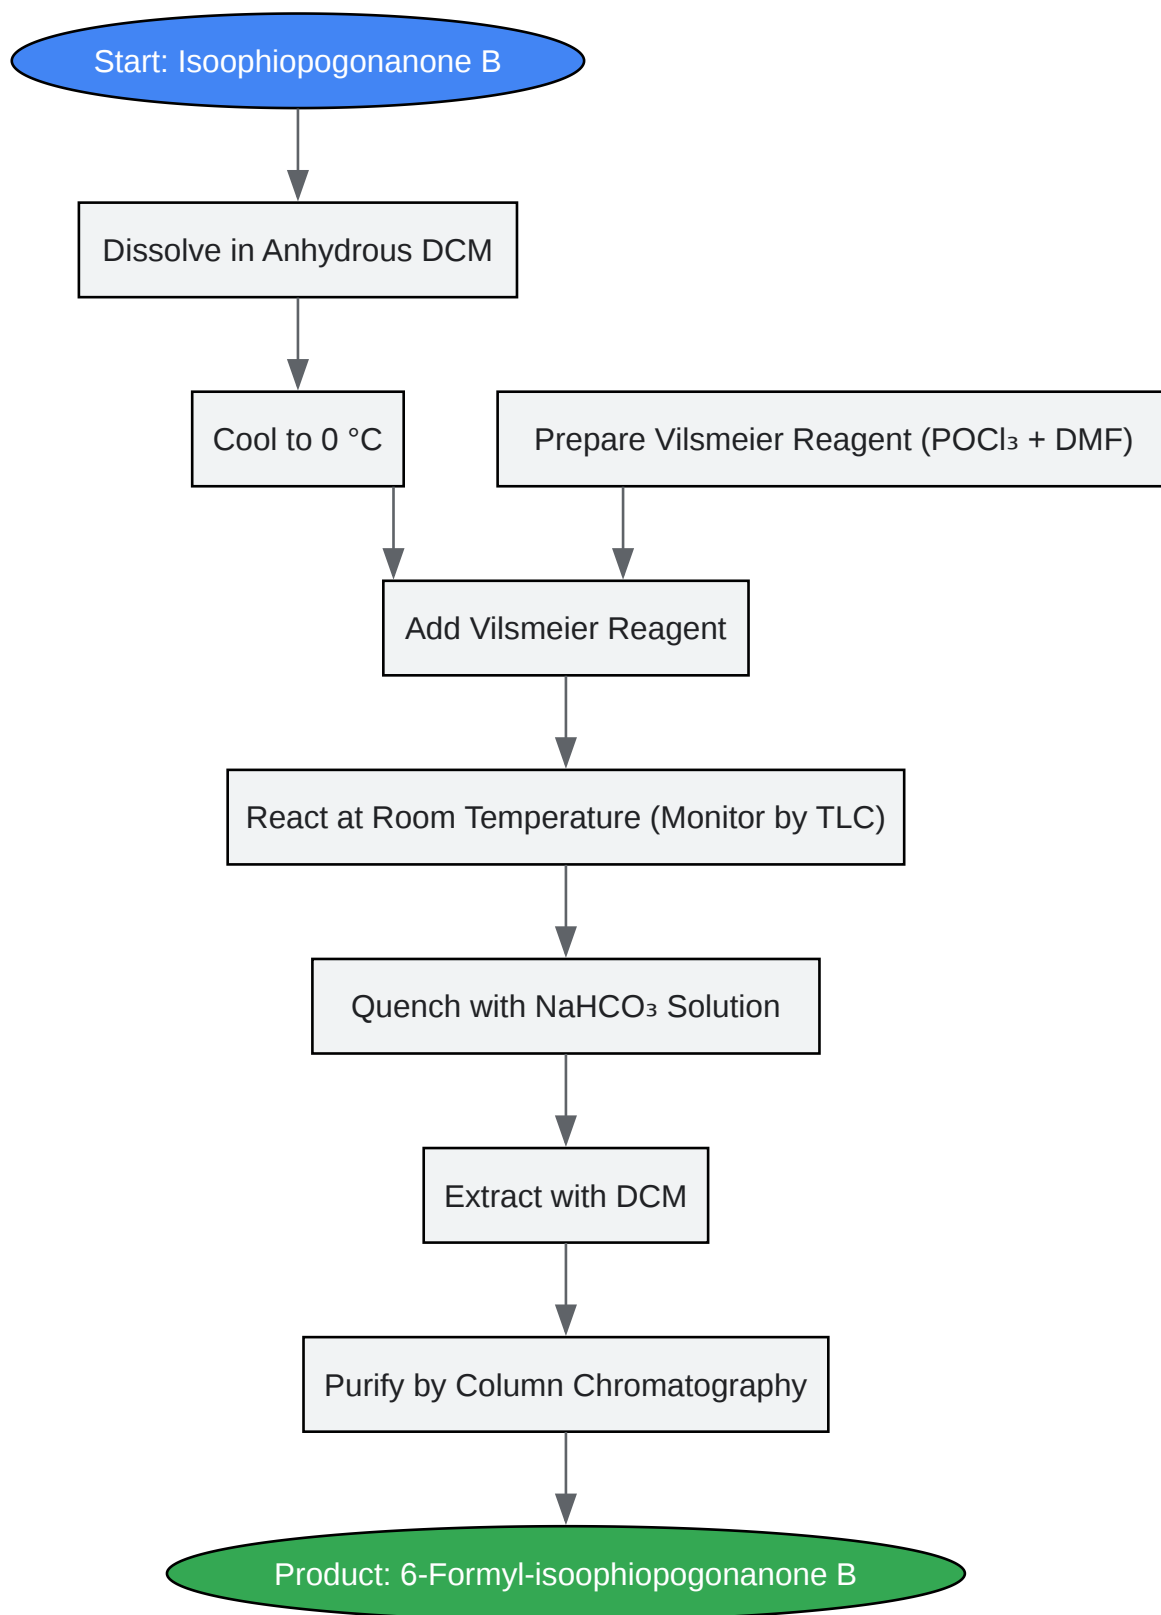 Start: Isoophiopogonanone B
Dissolve in Anhydrous DCM
Cool to 0 °C
Prepare Vilsmeier Reagent (POCl₃ + DMF)
Add Vilsmeier Reagent
React at Room Temperature (Monitor by TLC)
Quench with NaHCO₃ Solution
Extract with DCM
Purify by Column Chromatography
Product: 6-Formyl-isoophiopogonanone B